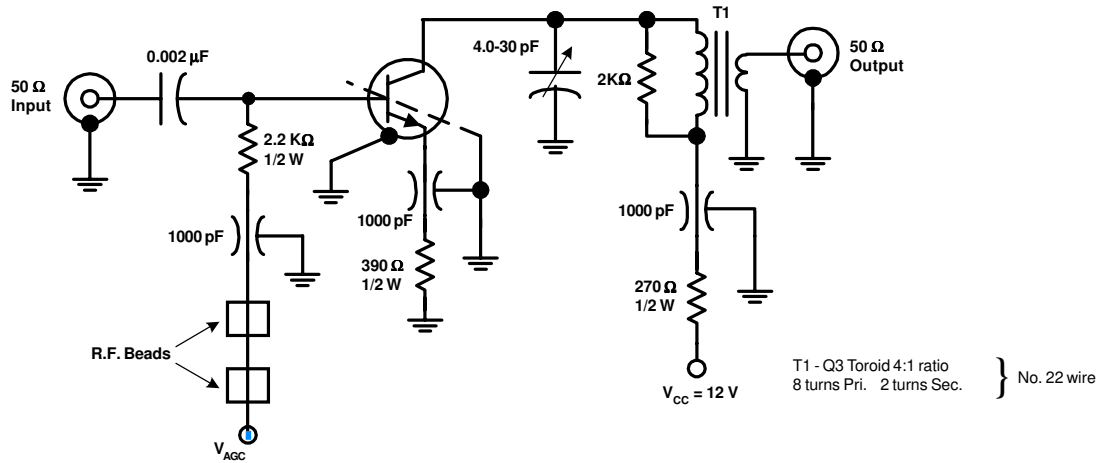 T1
0.002 µF
4.0-30 pF
50 Ω
Input
2KΩ
50 Ω
Output
2.2 KΩ
1/2 W
1000 pF
1000 pF
1000 pF
390 Ω
1/2 W
270 Ω
1/2 W
R.F. Beads
VCC = 12 V
T1 - Q3 Toroid 4:1 ratio
8 turns Pri. 2 turns Sec.
} No. 22 wire
VAGC